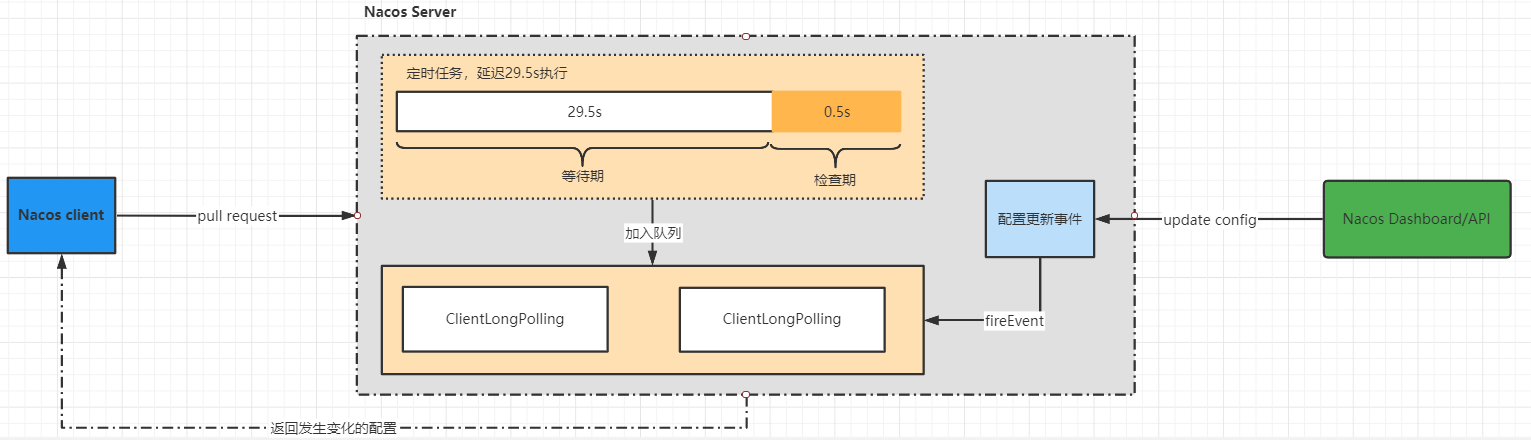 Nacos Server
定时任务，延迟29.5s执行
29.5s
0.5s
等待期
检查期
Nacos client
pull request
加入队列
配置更新事件
update config
Nacos Dashboard/API
ClientLongPolling
ClientLongPolling
fireEvent
返回发生变化的配置